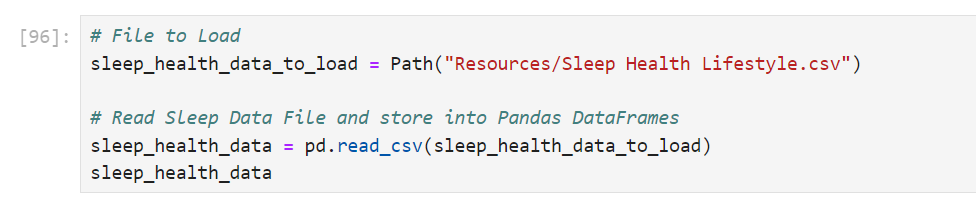 [96]: # File to Load
sleep_health_data_to_load = Path("Resources/Sleep Health Lifestyle.csv")
# Read Sleep Data File and store into Pandas DataFrames
sleep_health_data = pd.read_csv(sleep_health_data_to_load)
sleep_health_data